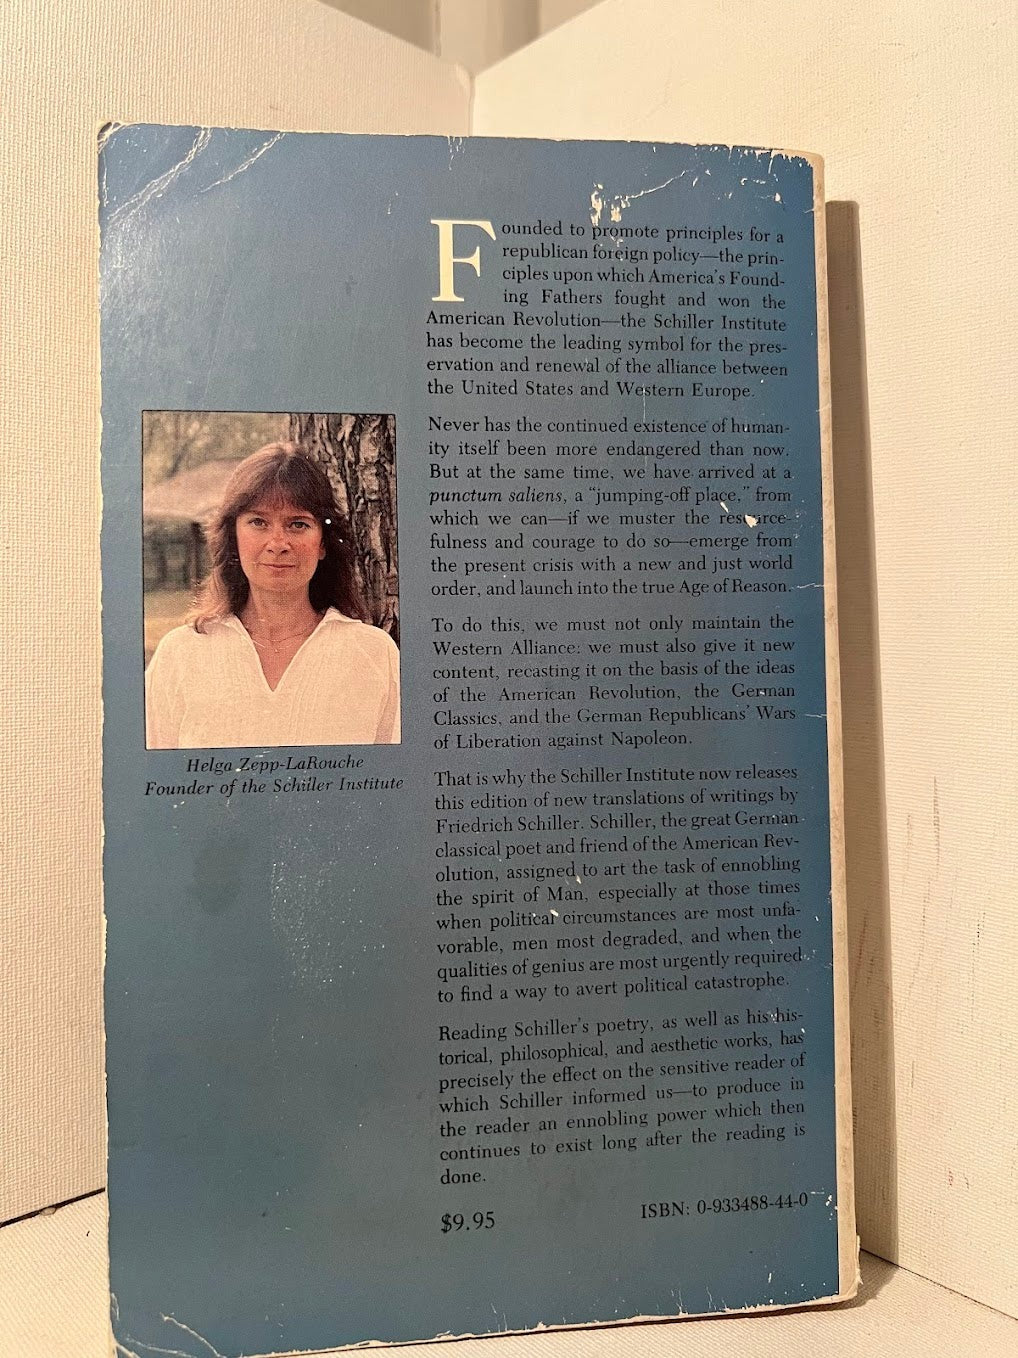 Founded to promote principles for a
republican foreign policy—the prin-
ciples upon which America's Found-
ing Fathers fought and won the
American Revolution—the Schiller Institute
has become the leading symbol for the pres-
ervation and renewal of the alliance between
the United States and Western Europe.
Never has the continued existence of human-
ity itself been more endangered than now.
But at the same time, we have arrived at a
punctum saliens, a "jumping-off place," from
which we can—if we muster the resource-
fulness and courage to do so—emerge from
the present crisis with a new and just world
order, and launch into the true Age of Reason.
To do this, we must not only maintain the
Western Alliance: we must also give it new
content, recasting it on the basis of the ideas
of the American Revolution, the German
Classics, and the German Republicans' Wars
of Liberation against Napoleon.
That is why the Schiller Institute now releases
this edition of new translations of writings by
Friedrich Schiller. Schiller, the great German
classical poet and friend of the American Rev-
olution, assigned to art the task of ennobling
the spirit of Man, especially at those times
when political circumstances are most unfa-
vorable, men most degraded, and when the
qualities of genius are most urgently required
to find a way to avert political catastrophe.
Reading Schiller's poetry, as well as his his-
torical, philosophical, and aesthetic works, has
precisely the effect on the sensitive reader of
which Schiller informed us—to produce in
the reader an ennobling power which then
continues to exist long after the reading is
done.
Helga Zepp-LaRouche
Founder of the Schiller Institute
$9.95
ISBN: 0-933488-44-0